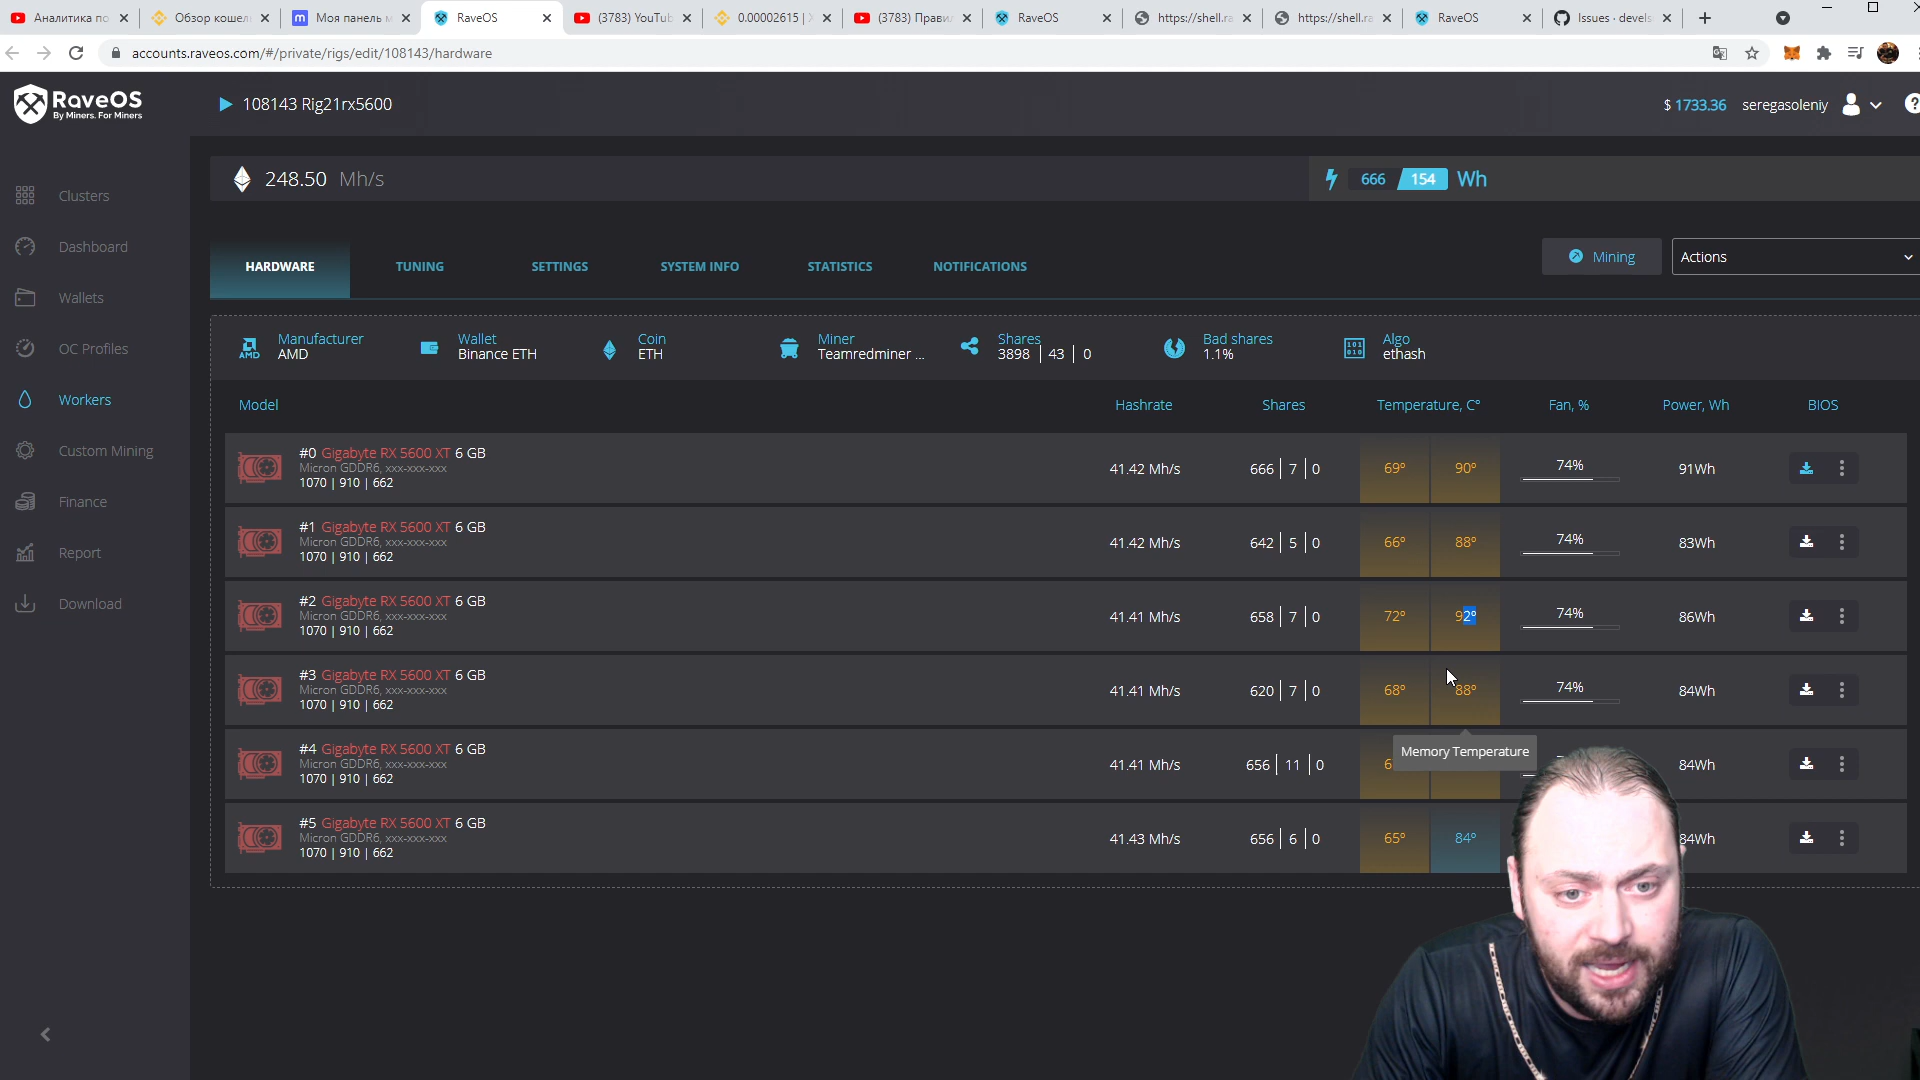 Аналитика по
Обзор кошел
Моя панель м
RaveOS
(3783) YouTub
0.00002615 |
(3783) Прави
RaveOS
https://shell.ra
https://shell.ra
RaveOS
Issues · devels
accounts.raveos.com/#/private/rigs/edit/108143/hardware
RaveOS
By Miners. For Miners
108143 Rig21rx5600
$ 1733.36
seregasoleniy
248.50 Mh/s
666 154 Wh
Clusters
Dashboard
Wallets
OC Profiles
Workers
Custom Mining
Finance
Report
Download
HARDWARE
TUNING
SETTINGS
SYSTEM INFO
STATISTICS
NOTIFICATIONS
Mining
Actions
Manufacturer
AMD
Wallet
Binance ETH
Coin
ETH
Miner
Teamredminer ...
Shares
3898 | 43 | 0
Bad shares
1.1%
Algo
ethash
Model
Hashrate
Shares
Temperature, C°
Fan, %
Power, Wh
BIOS
#0 Gigabyte RX 5600 XT 6 GB
Micron GDDR6, xxx-xxx-xxx
1070 | 910 | 662
41.42 Mh/s
666 | 7 | 0
69°
90°
74%
91Wh
#1 Gigabyte RX 5600 XT 6 GB
Micron GDDR6, xxx-xxx-xxx
1070 | 910 | 662
41.42 Mh/s
642 | 5 | 0
66°
88°
74%
83Wh
#2 Gigabyte RX 5600 XT 6 GB
Micron GDDR6, xxx-xxx-xxx
1070 | 910 | 662
41.41 Mh/s
658 | 7 | 0
72°
92°
74%
86Wh
#3 Gigabyte RX 5600 XT 6 GB
Micron GDDR6, xxx-xxx-xxx
1070 | 910 | 662
41.41 Mh/s
620 | 7 | 0
68°
88°
74%
84Wh
Memory Temperature
#4 Gigabyte RX 5600 XT 6 GB
Micron GDDR6, xxx-xxx-xxx
1070 | 910 | 662
41.41 Mh/s
656 | 11 | 0
84Wh
#5 Gigabyte RX 5600 XT 6 GB
Micron GDDR6, xxx-xxx-xxx
1070 | 910 | 662
41.43 Mh/s
656 | 6 | 0
65°
84°
84Wh